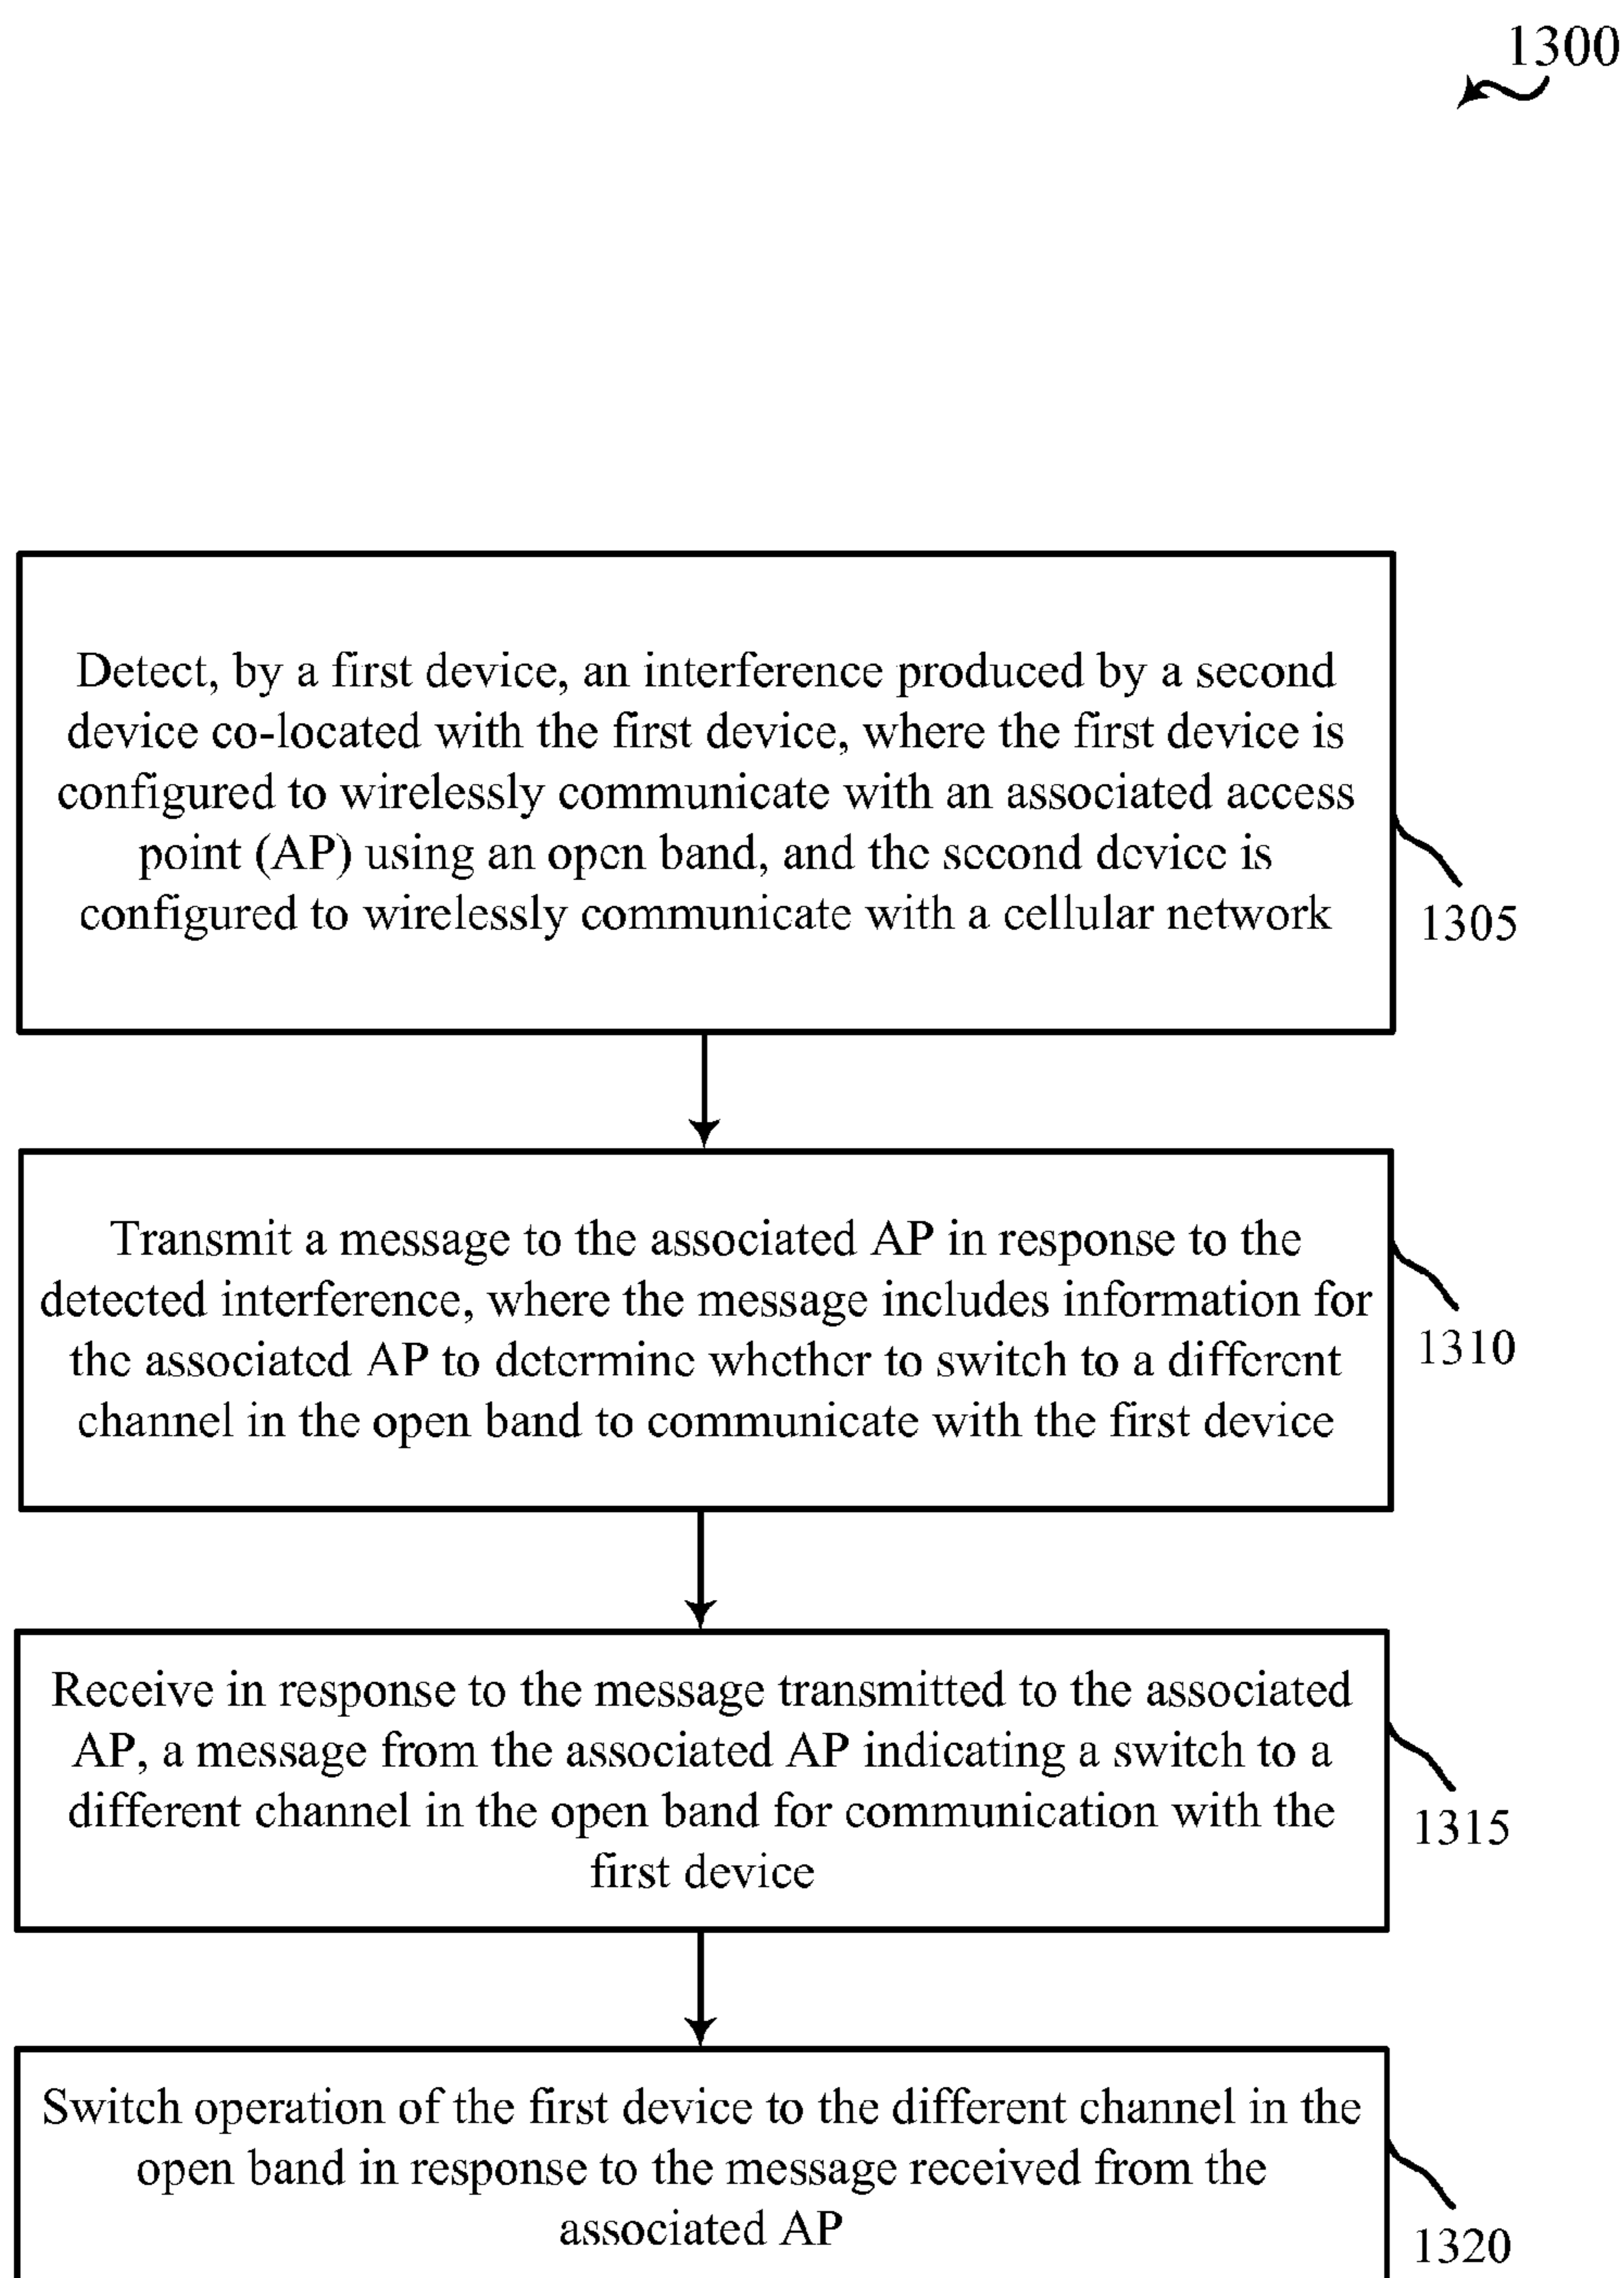 1300
Detect, by a first device, an interference produced by a second
device co-located with the first device, where the first device is
configured to wirelessly communicate with an associated access
point (AP) using an open band, and the second device is
configured to wirelessly communicate with a cellular network
1305
Transmit a message to the associated AP in response to the
detected interference, where the message includes information for
the associated AP to determine whether to switch to a different
channel in the open band to communicate with the first device
1310
Receive in response to the message transmitted to the associated
AP, a message from the associated AP indicating a switch to a
different channel in the open band for communication with the
first device
1315
Switch operation of the first device to the different channel in the
open band in response to the message received from the
associated AP
1320